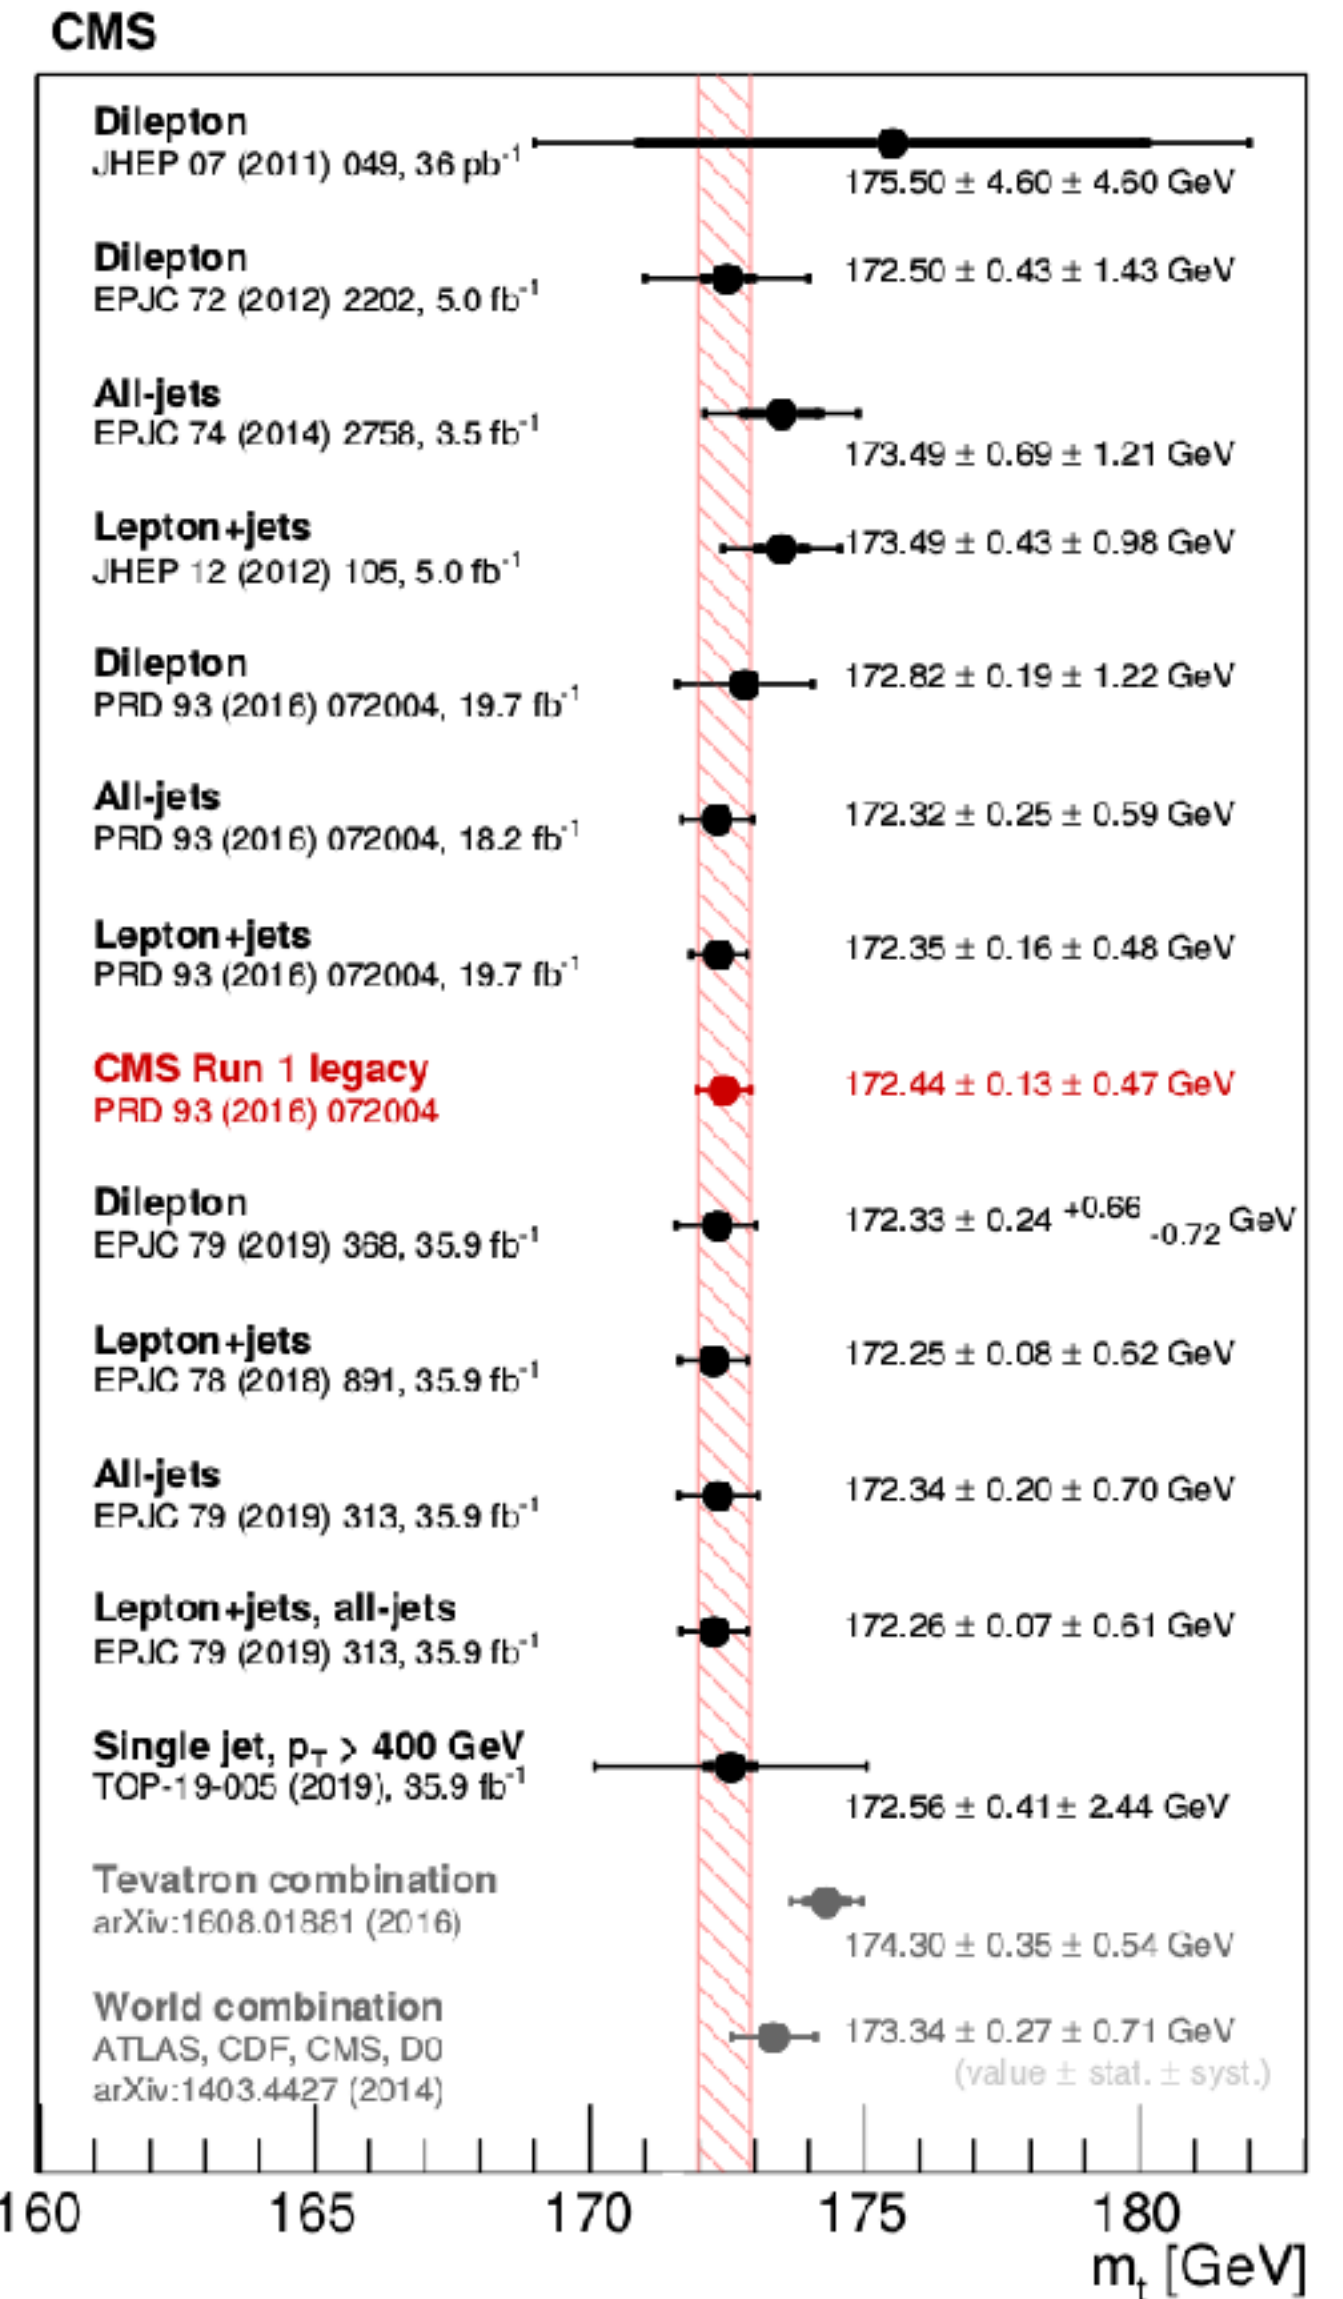 CMS
Dilepton
JHEP 07 (2011) 049, 36 pb⁻¹
175.50 ± 4.60 ± 4.60 GeV
Dilepton
EPJC 72 (2012) 2202, 5.0 fb⁻¹
172.50 ± 0.43 ± 1.43 GeV
All-jets
EPJC 74 (2014) 2758, 3.5 fb⁻¹
173.49 ± 0.69 ± 1.21 GeV
Lepton+jets
JHEP 12 (2012) 105, 5.0 fb⁻¹
173.49 ± 0.43 ± 0.98 GeV
Dilepton
PRD 93 (2016) 072004, 19.7 fb⁻¹
172.82 ± 0.19 ± 1.22 GeV
All-jets
PRD 93 (2016) 072004, 18.2 fb⁻¹
172.32 ± 0.25 ± 0.59 GeV
Lepton+jets
PRD 93 (2016) 072004, 19.7 fb⁻¹
172.35 ± 0.16 ± 0.48 GeV
CMS Run 1 legacy
PRD 93 (2016) 072004
172.44 ± 0.13 ± 0.47 GeV
Dilepton
EPJC 79 (2019) 368, 35.9 fb⁻¹
172.33 ± 0.24 +0.66 -0.72 GeV
Lepton+jets
EPJC 78 (2018) 891, 35.9 fb⁻¹
172.25 ± 0.08 ± 0.62 GeV
All-jets
EPJC 79 (2019) 313, 35.9 fb⁻¹
172.34 ± 0.20 ± 0.70 GeV
Lepton+jets, all-jets
EPJC 79 (2019) 313, 35.9 fb⁻¹
172.26 ± 0.07 ± 0.61 GeV
Single jet, p_T > 400 GeV
TOP-19-005 (2019), 35.9 fb⁻¹
172.56 ± 0.41± 2.44 GeV
Tevatron combination
arXiv:1608.01881 (2016)
174.30 ± 0.35 ± 0.54 GeV
World combination
ATLAS, CDF, CMS, D0
arXiv:1403.4427 (2014)
173.34 ± 0.27 ± 0.71 GeV
(value ± stat. ± syst.)
160 165 170 175 180
m_t [GeV]